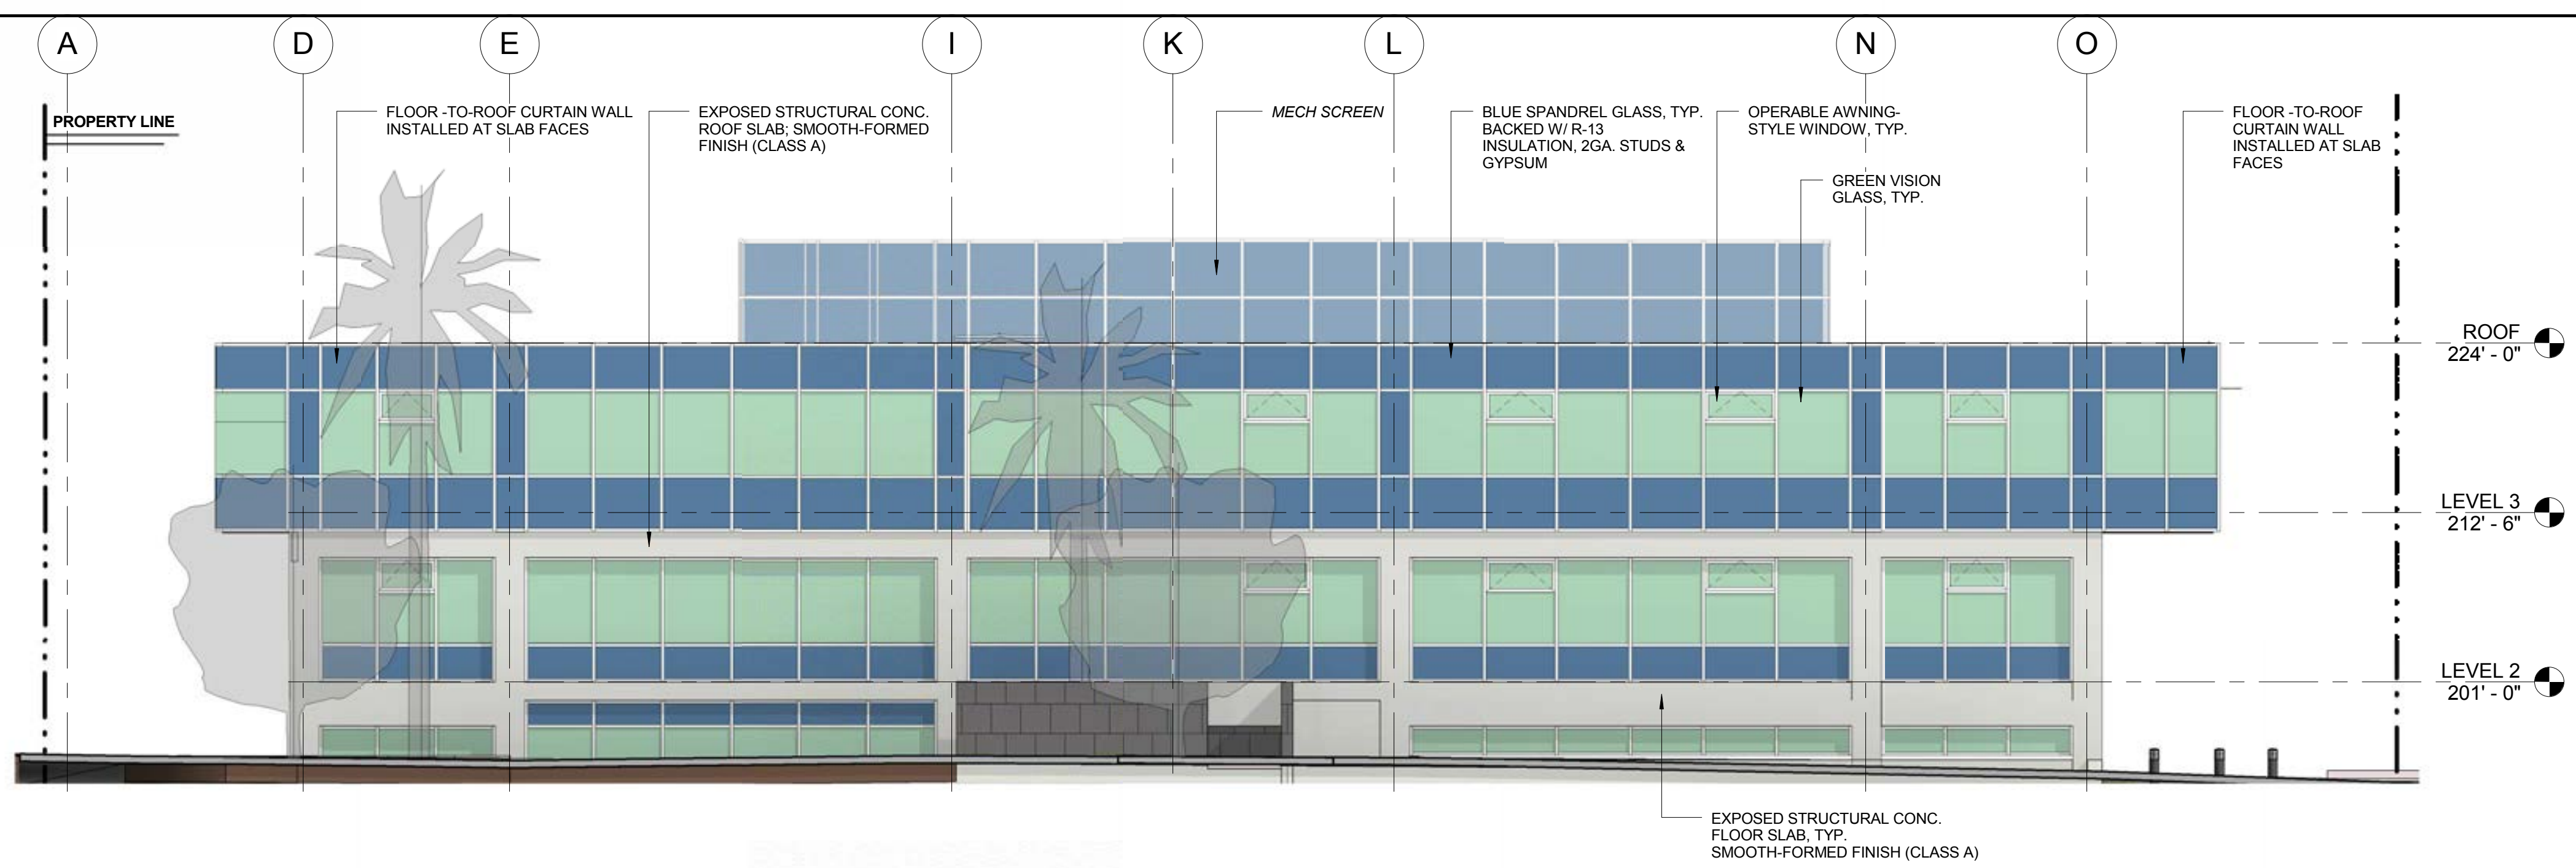 A
D
E
I
K
L
N
O
PROPERTY LINE
FLOOR -TO-ROOF CURTAIN WALL
INSTALLED AT SLAB FACES
EXPOSED STRUCTURAL CONC.
ROOF SLAB; SMOOTH-FORMED
FINISH (CLASS A)
MECH SCREEN
BLUE SPANDREL GLASS, TYP.
BACKED W/ R-13
INSULATION, 2GA. STUDS &
GYPSUM
OPERABLE AWNING-
STYLE WINDOW, TYP.
GREEN VISION
GLASS, TYP.
FLOOR -TO-ROOF
CURTAIN WALL
INSTALLED AT SLAB
FACES
ROOF
224' - 0"
LEVEL 3
212' - 6"
LEVEL 2
201' - 0"
EXPOSED STRUCTURAL CONC.
FLOOR SLAB, TYP.
SMOOTH-FORMED FINISH (CLASS A)